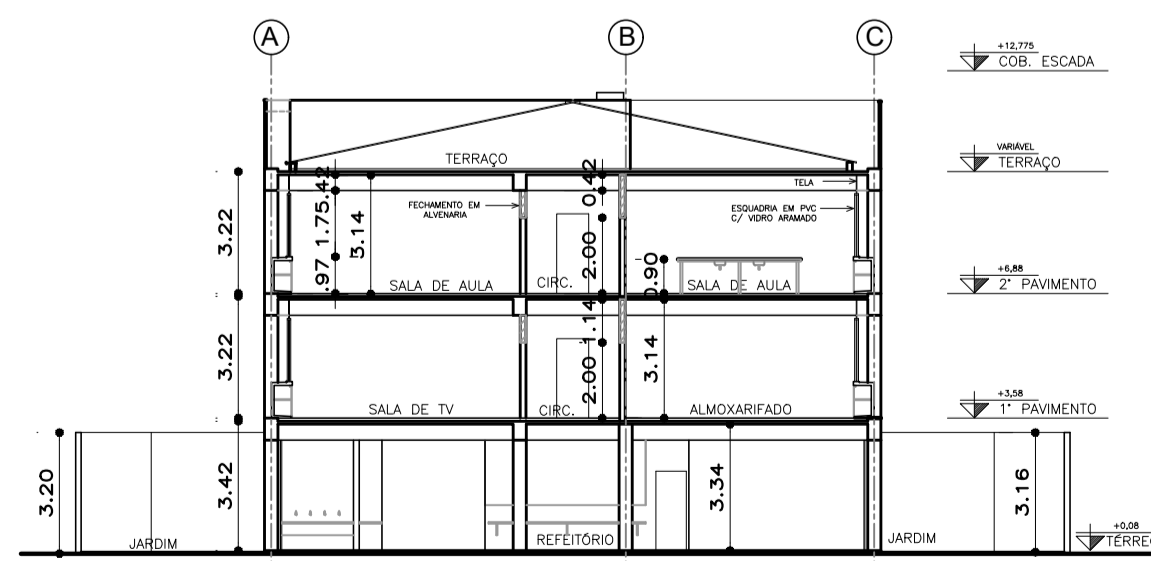 A
B
C
+12,775
COB. ESCADA
VARIÁVEL
TERRAÇO
TERRAÇO
TELA
FECHAMENTO EM
ALVENARIA
ESQUADRIA EM PVC
C/ VIDRO ARAMADO
3.22
.42
1.75
.97
3.14
0.42
2.00
0.90
SALA DE AULA
CIRC.
SALA DE AULA
+6,88
2° PAVIMENTO
3.22
1.14
2.00
3.14
SALA DE TV
CIRC.
ALMOXARIFADO
+3,58
1° PAVIMENTO
3.20
3.42
3.34
3.16
JARDIM
REFEITÓRIO
JARDIM
+0,08
TÉRREO